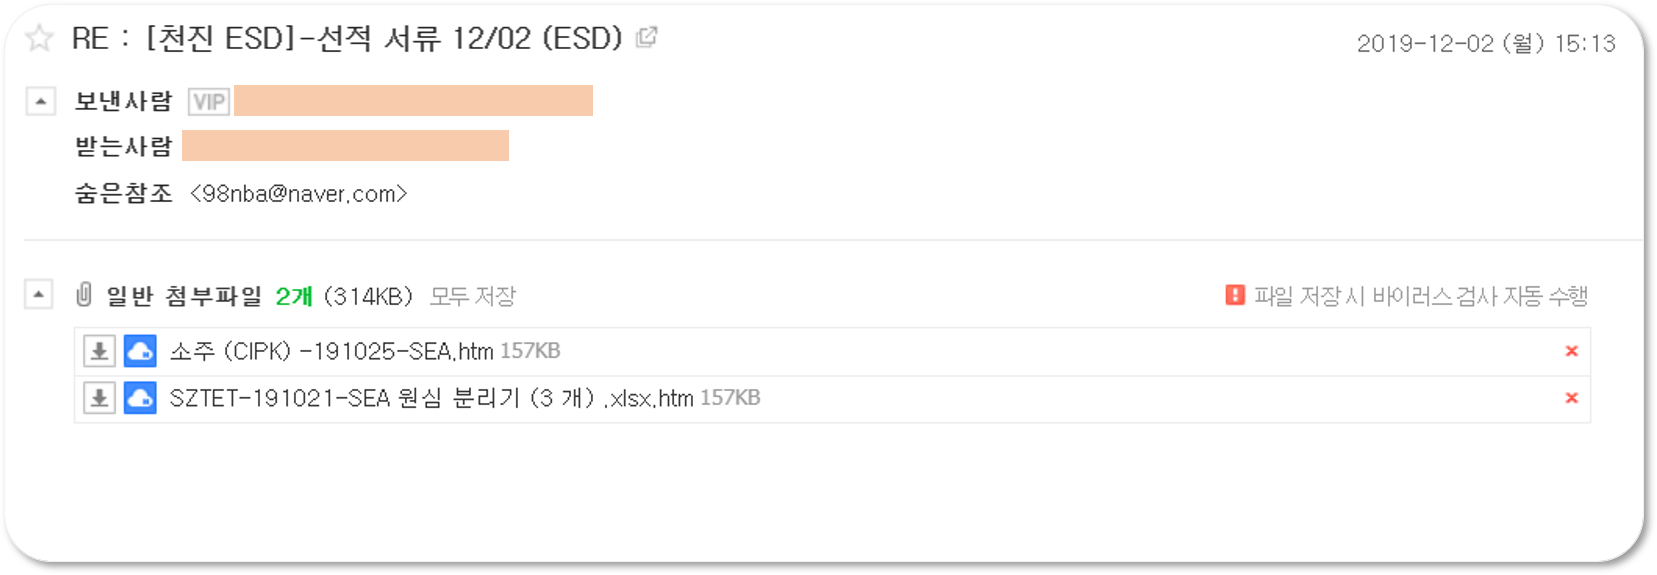 RE : [천진 ESD]-선적 서류 12/02 (ESD)
2019-12-02 (월) 15:13
보낸사람 VIP
받는사람
숨은참조 <98nba@naver.com>
일반 첨부파일 2개 (314KB) 모두 저장
파일 저장 시 바이러스 검사 자동 수행
소주 (CIPK) -191025-SEA.htm 157KB
SZTET-191021-SEA 원심 분리기 (3 개) .xlsx.htm 157KB